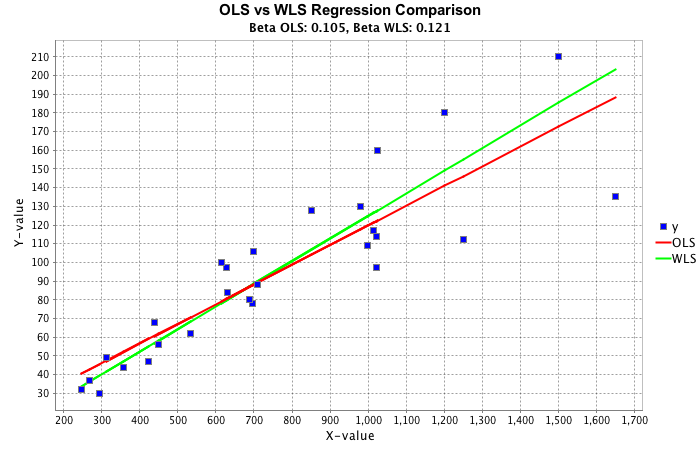 OLS vs WLS Regression Comparison
Beta OLS: 0.105, Beta WLS: 0.121
210
200
190
180
170
160
150
140
130
120
110
100
90
80
70
60
50
40
30
Y-value
200 300 400 500 600 700 800 900 1,000 1,100 1,200 1,300 1,400 1,500 1,600 1,700
X-value
y
OLS
WLS